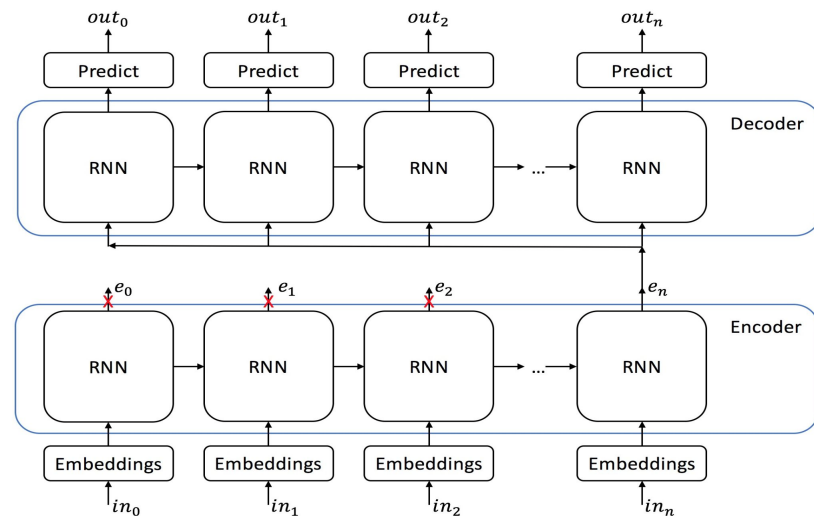 out₀ out₁ out₂ outₙ
Predict Predict Predict Predict
Decoder
RNN RNN RNN ... RNN
e₀ e₁ e₂ eₙ
Encoder
RNN RNN RNN ... RNN
Embeddings Embeddings Embeddings Embeddings
in₀ in₁ in₂ inₙ